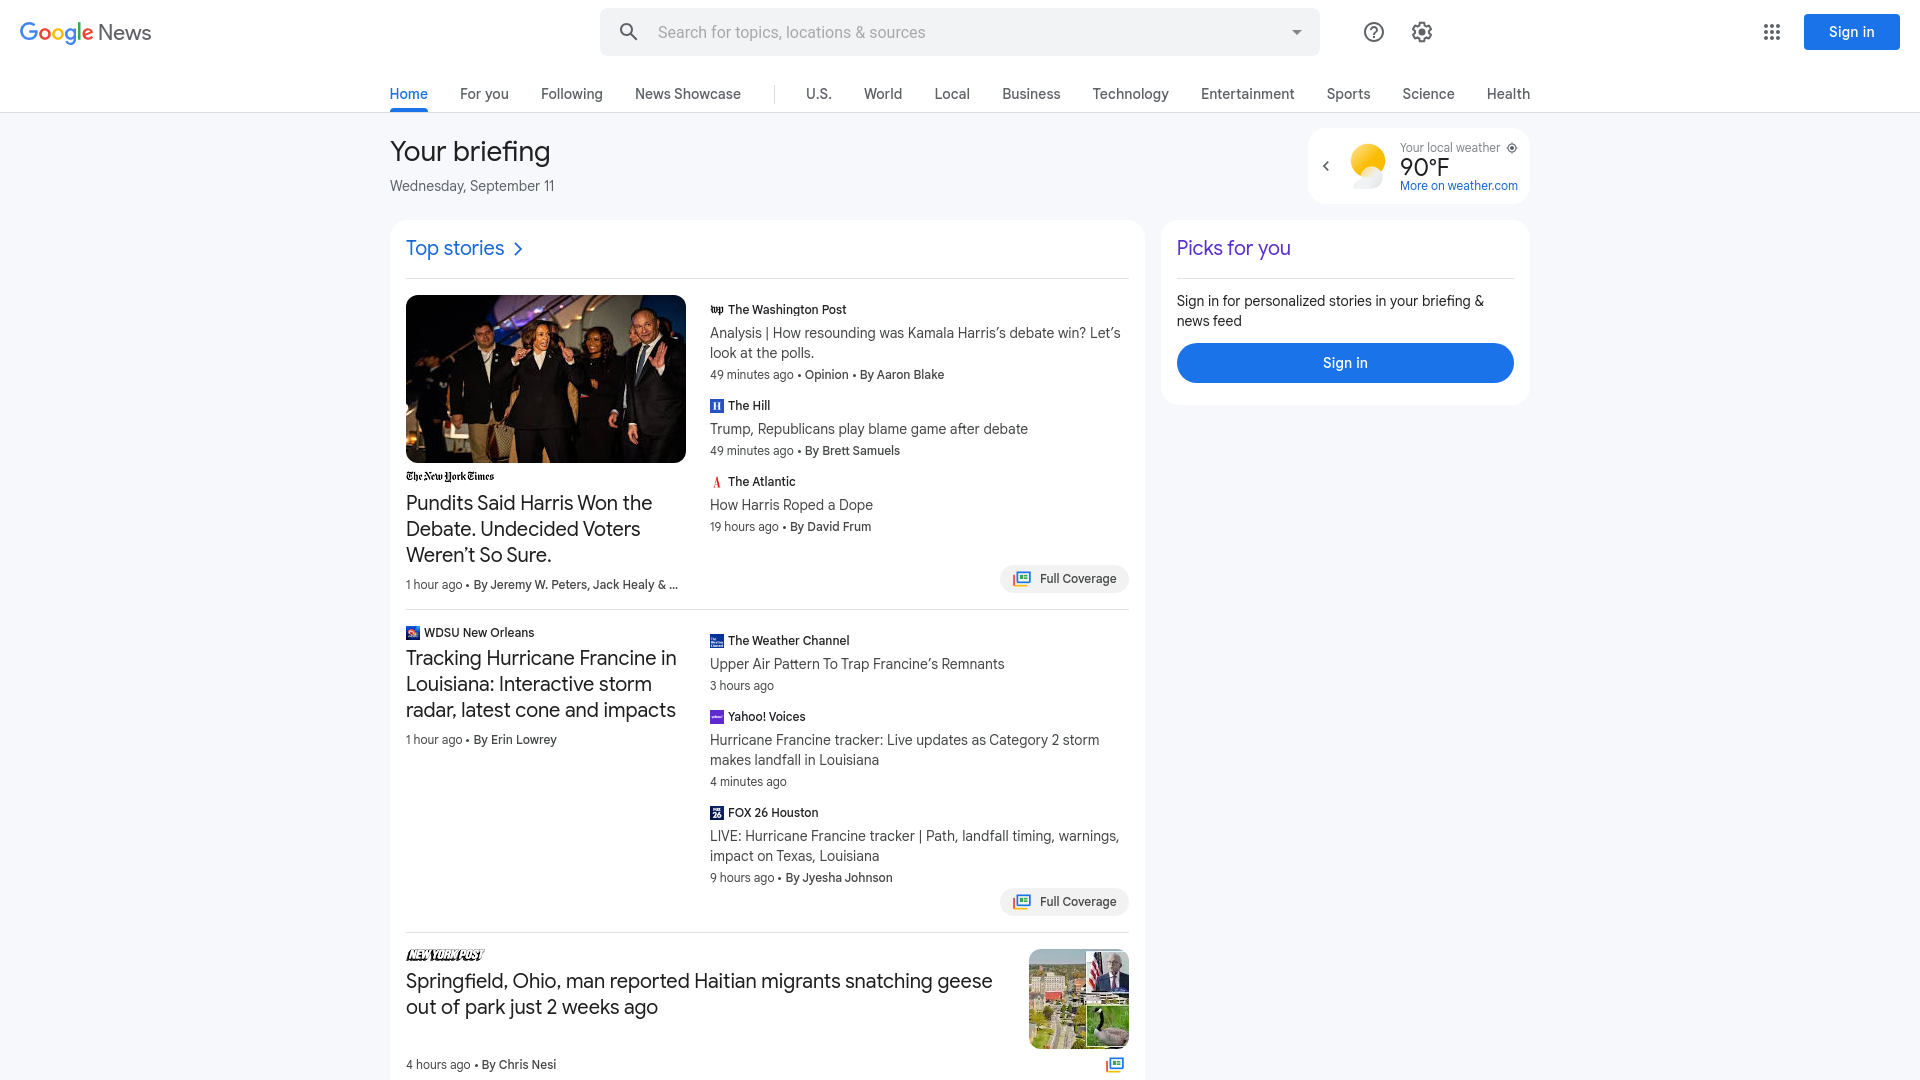 Google News
Search for topics, locations & sources
Sign in
Home
For you
Following
News Showcase
U.S.
World
Local
Business
Technology
Entertainment
Sports
Science
Health
Your briefing
Wednesday, September 11
Your local weather
90°F
More on weather.com
Top stories
The New York Times
Pundits Said Harris Won the
Debate. Undecided Voters
Weren’t So Sure.
1 hour ago • By Jeremy W. Peters, Jack Healy & ...
The Washington Post
Analysis | How resounding was Kamala Harris’s debate win? Let’s
look at the polls.
49 minutes ago • Opinion • By Aaron Blake
The Hill
Trump, Republicans play blame game after debate
49 minutes ago • By Brett Samuels
The Atlantic
How Harris Roped a Dope
19 hours ago • By David Frum
Full Coverage
WDSU New Orleans
Tracking Hurricane Francine in
Louisiana: Interactive storm
radar, latest cone and impacts
1 hour ago • By Erin Lowrey
The Weather Channel
Upper Air Pattern To Trap Francine’s Remnants
3 hours ago
Yahoo! Voices
Hurricane Francine tracker: Live updates as Category 2 storm
makes landfall in Louisiana
4 minutes ago
FOX 26 Houston
LIVE: Hurricane Francine tracker | Path, landfall timing, warnings,
impact on Texas, Louisiana
9 hours ago • By Jyesha Johnson
Full Coverage
NEW YORK POST
Springfield, Ohio, man reported Haitian migrants snatching geese
out of park just 2 weeks ago
4 hours ago • By Chris Nesi
Picks for you
Sign in for personalized stories in your briefing &
news feed
Sign in